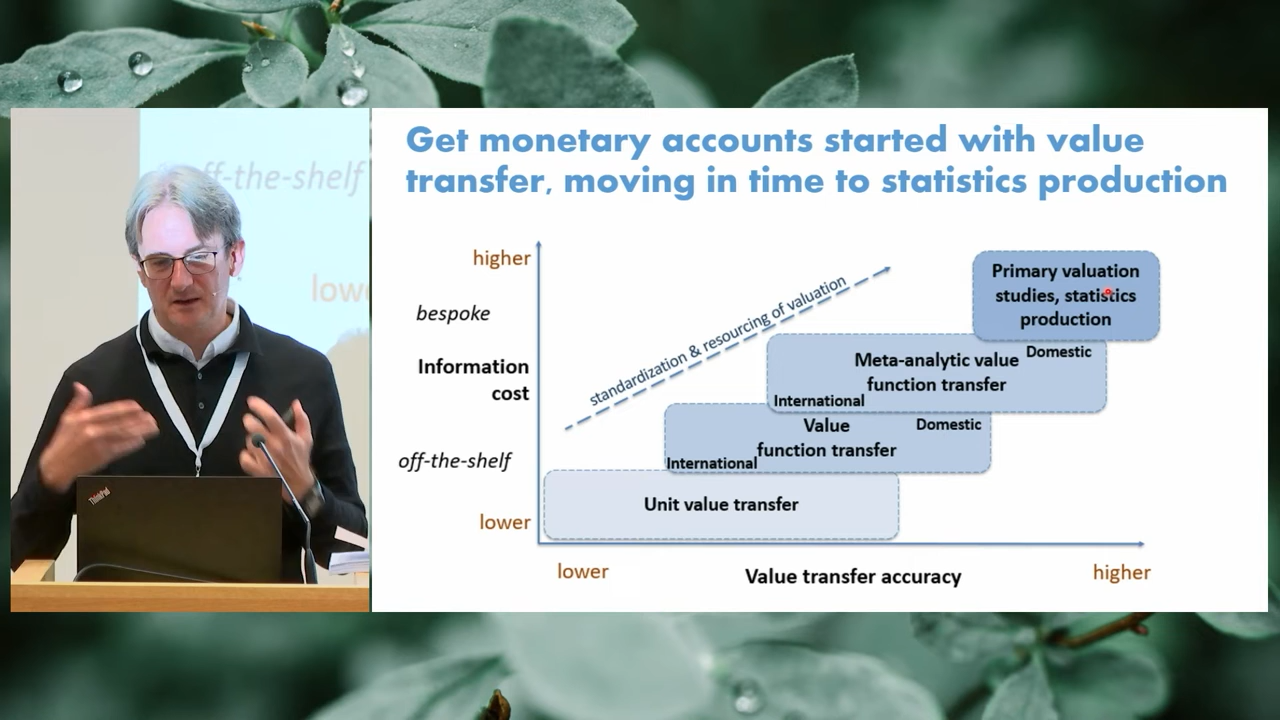 ff-the-shelf
lowe
ThinkPad
Get monetary accounts started with value
transfer, moving in time to statistics production
higher
bespoke
Information
cost
off-the-shelf
lower
standardization & resourcing of valuation
Primary valuation
studies, statistics
production
Domestic
Meta-analytic value
function transfer
International
Value
Domestic
function transfer
International
Unit value transfer
lower
Value transfer accuracy
higher